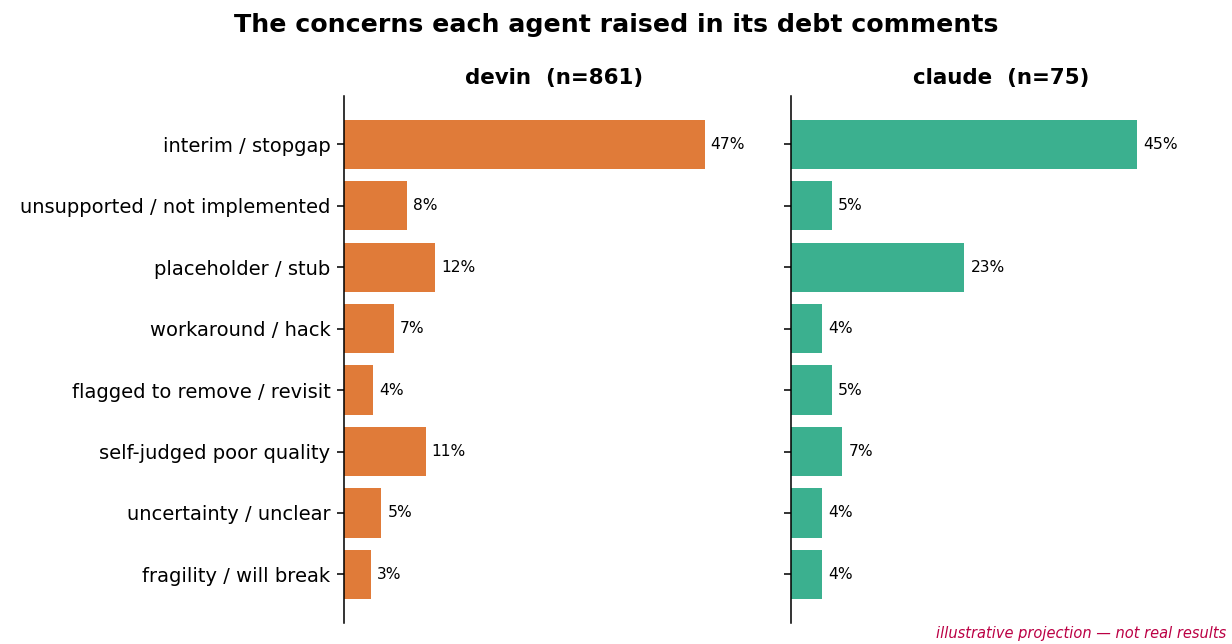 The concerns each agent raised in its debt comments
devin (n=861)
claude (n=75)
interim / stopgap
47%
45%
unsupported / not implemented
8%
5%
placeholder / stub
12%
23%
workaround / hack
7%
4%
flagged to remove / revisit
4%
5%
self-judged poor quality
11%
7%
uncertainty / unclear
5%
4%
fragility / will break
3%
4%
illustrative projection — not real results